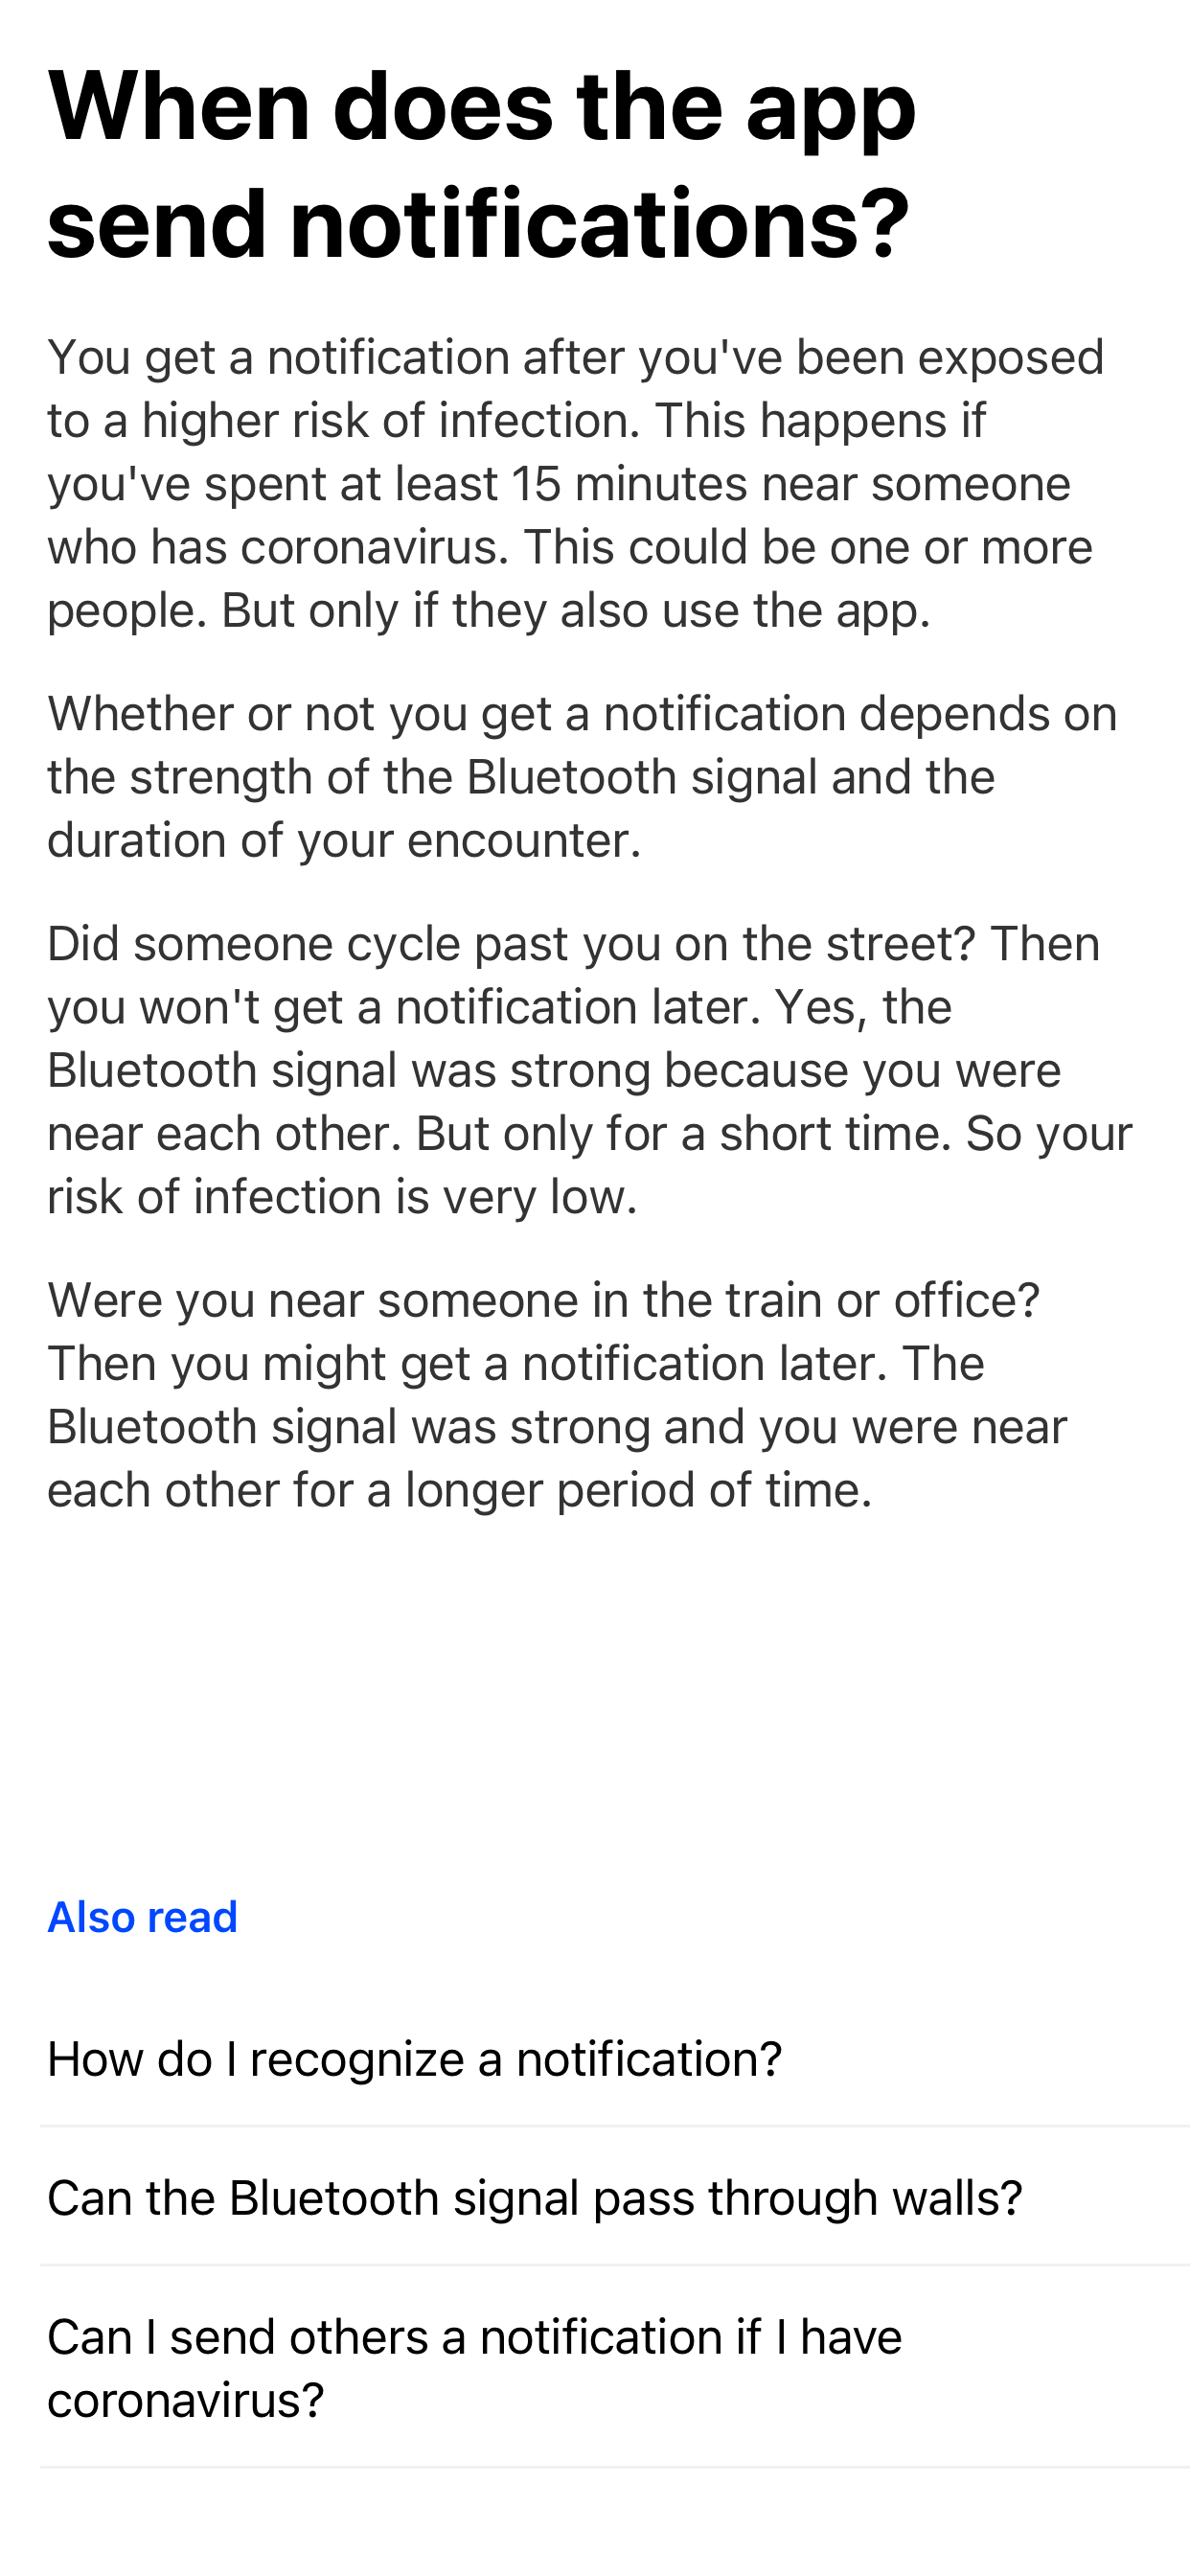 When does the app
send notifications?
You get a notification after you've been exposed
to a higher risk of infection. This happens if
you've spent at least 15 minutes near someone
who has coronavirus. This could be one or more
people. But only if they also use the app.
Whether or not you get a notification depends on
the strength of the Bluetooth signal and the
duration of your encounter.
Did someone cycle past you on the street? Then
you won't get a notification later. Yes, the
Bluetooth signal was strong because you were
near each other. But only for a short time. So your
risk of infection is very low.
Were you near someone in the train or office?
Then you might get a notification later. The
Bluetooth signal was strong and you were near
each other for a longer period of time.
Also read
How do I recognize a notification?
Can the Bluetooth signal pass through walls?
Can I send others a notification if I have
coronavirus?